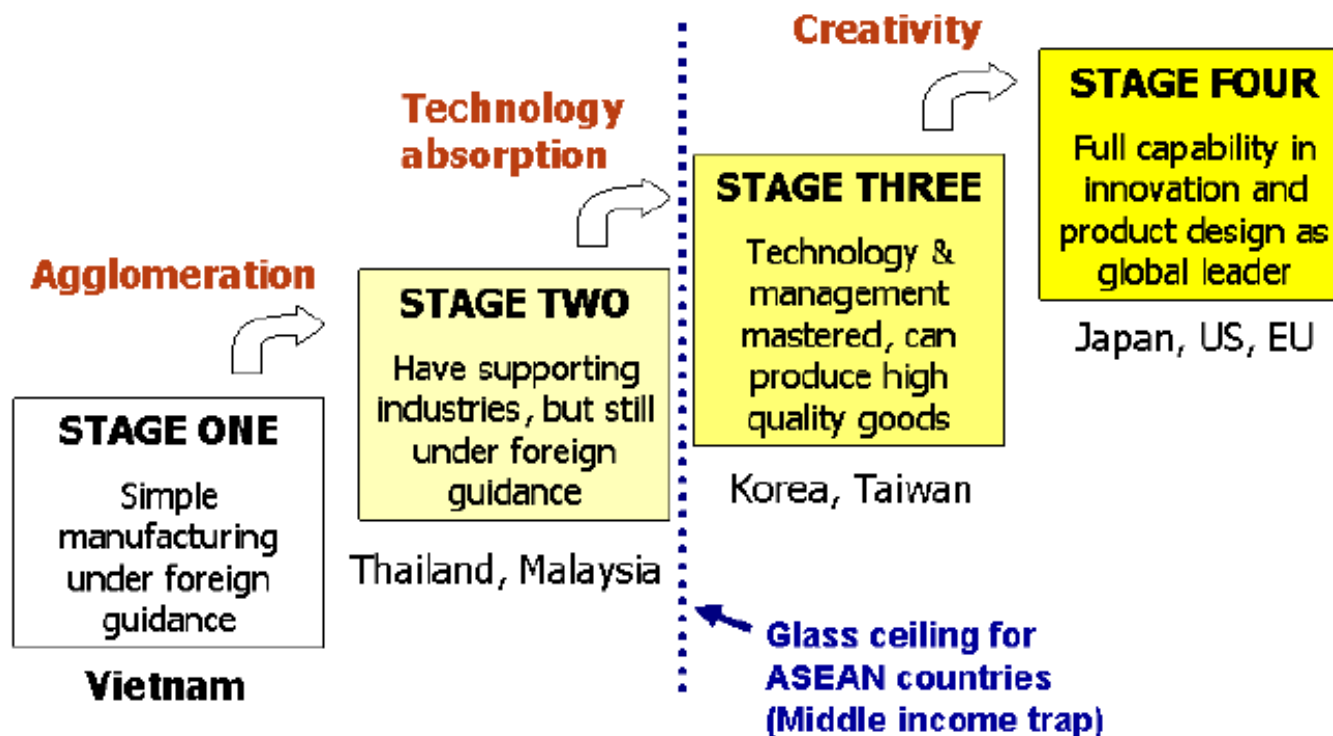 Agglomeration
STAGE ONE
Simple
manufacturing
under foreign
guidance
Vietnam
Technology
absorption
STAGE TWO
Have supporting
industries, but still
under foreign
guidance
Thailand, Malaysia
Creativity
STAGE THREE
Technology &
management
mastered, can
produce high
quality goods
Korea, Taiwan
STAGE FOUR
Full capability in
innovation and
product design as
global leader
Japan, US, EU
Glass ceiling for
ASEAN countries
(Middle income trap)